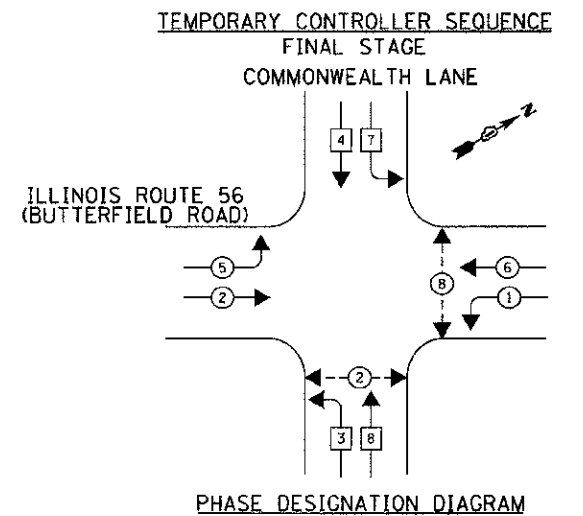 TEMPORARY CONTROLLER SEQUENCE
FINAL STAGE
COMMONWEALTH LANE
4 7
N
ILLINOIS ROUTE 56
(BUTTERFIELD ROAD)
5 6
8
2 1
2
3 8
PHASE DESIGNATION DIAGRAM